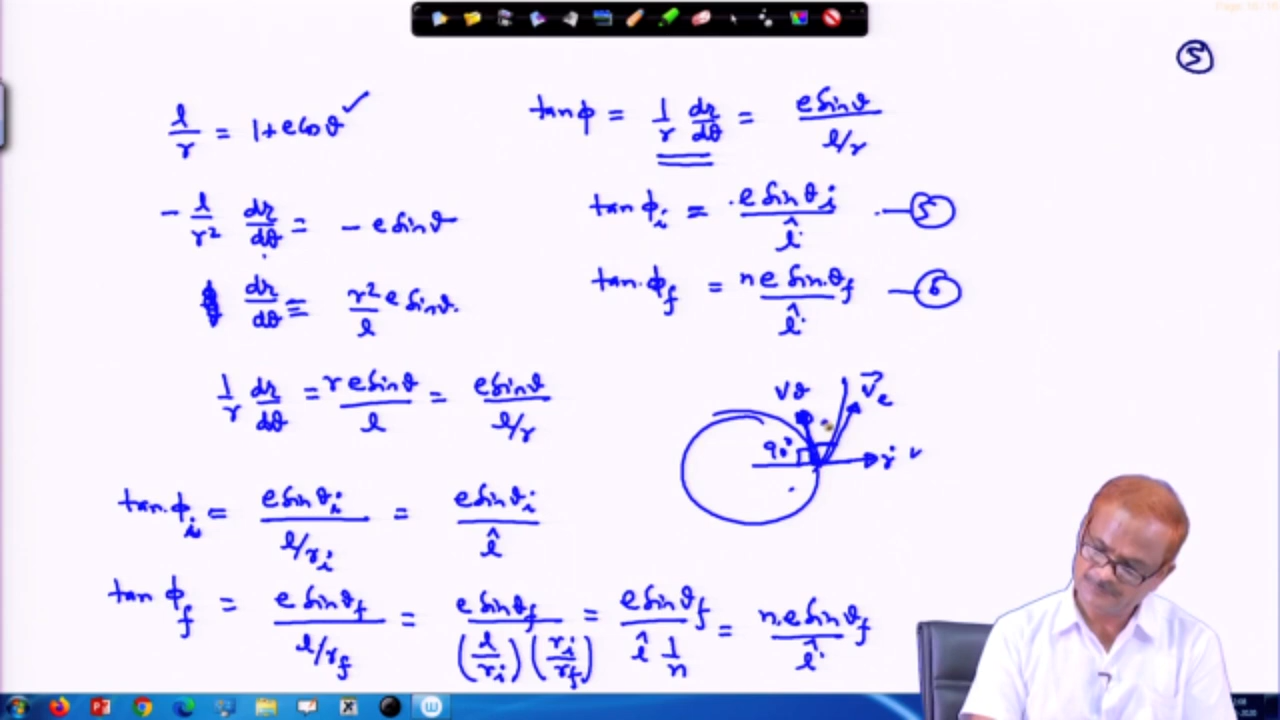 5
l/r = 1 + e cos θ ✓
- l/r² dr/dθ = - e sin θ
dr/dθ = r²/l e sin θ.
1/r dr/dθ = r e sin θ / l = e sin θ / l/r
tan φi = e sin θi / l/ri = e sin θi / l̂
tan φf = e sin θf / l/rf = e sin θf / (l/ri)(ri/rf) = e sin θf / l̂ 1/n = n.e sin θf / l̂
tan φ = 1/r dr/dθ = e sin θ / l/r
tan φi = e sin θi / l̂ — 5
tan φf = n e sin θf / l̂ — 6
Vθ
V⃗e
90°